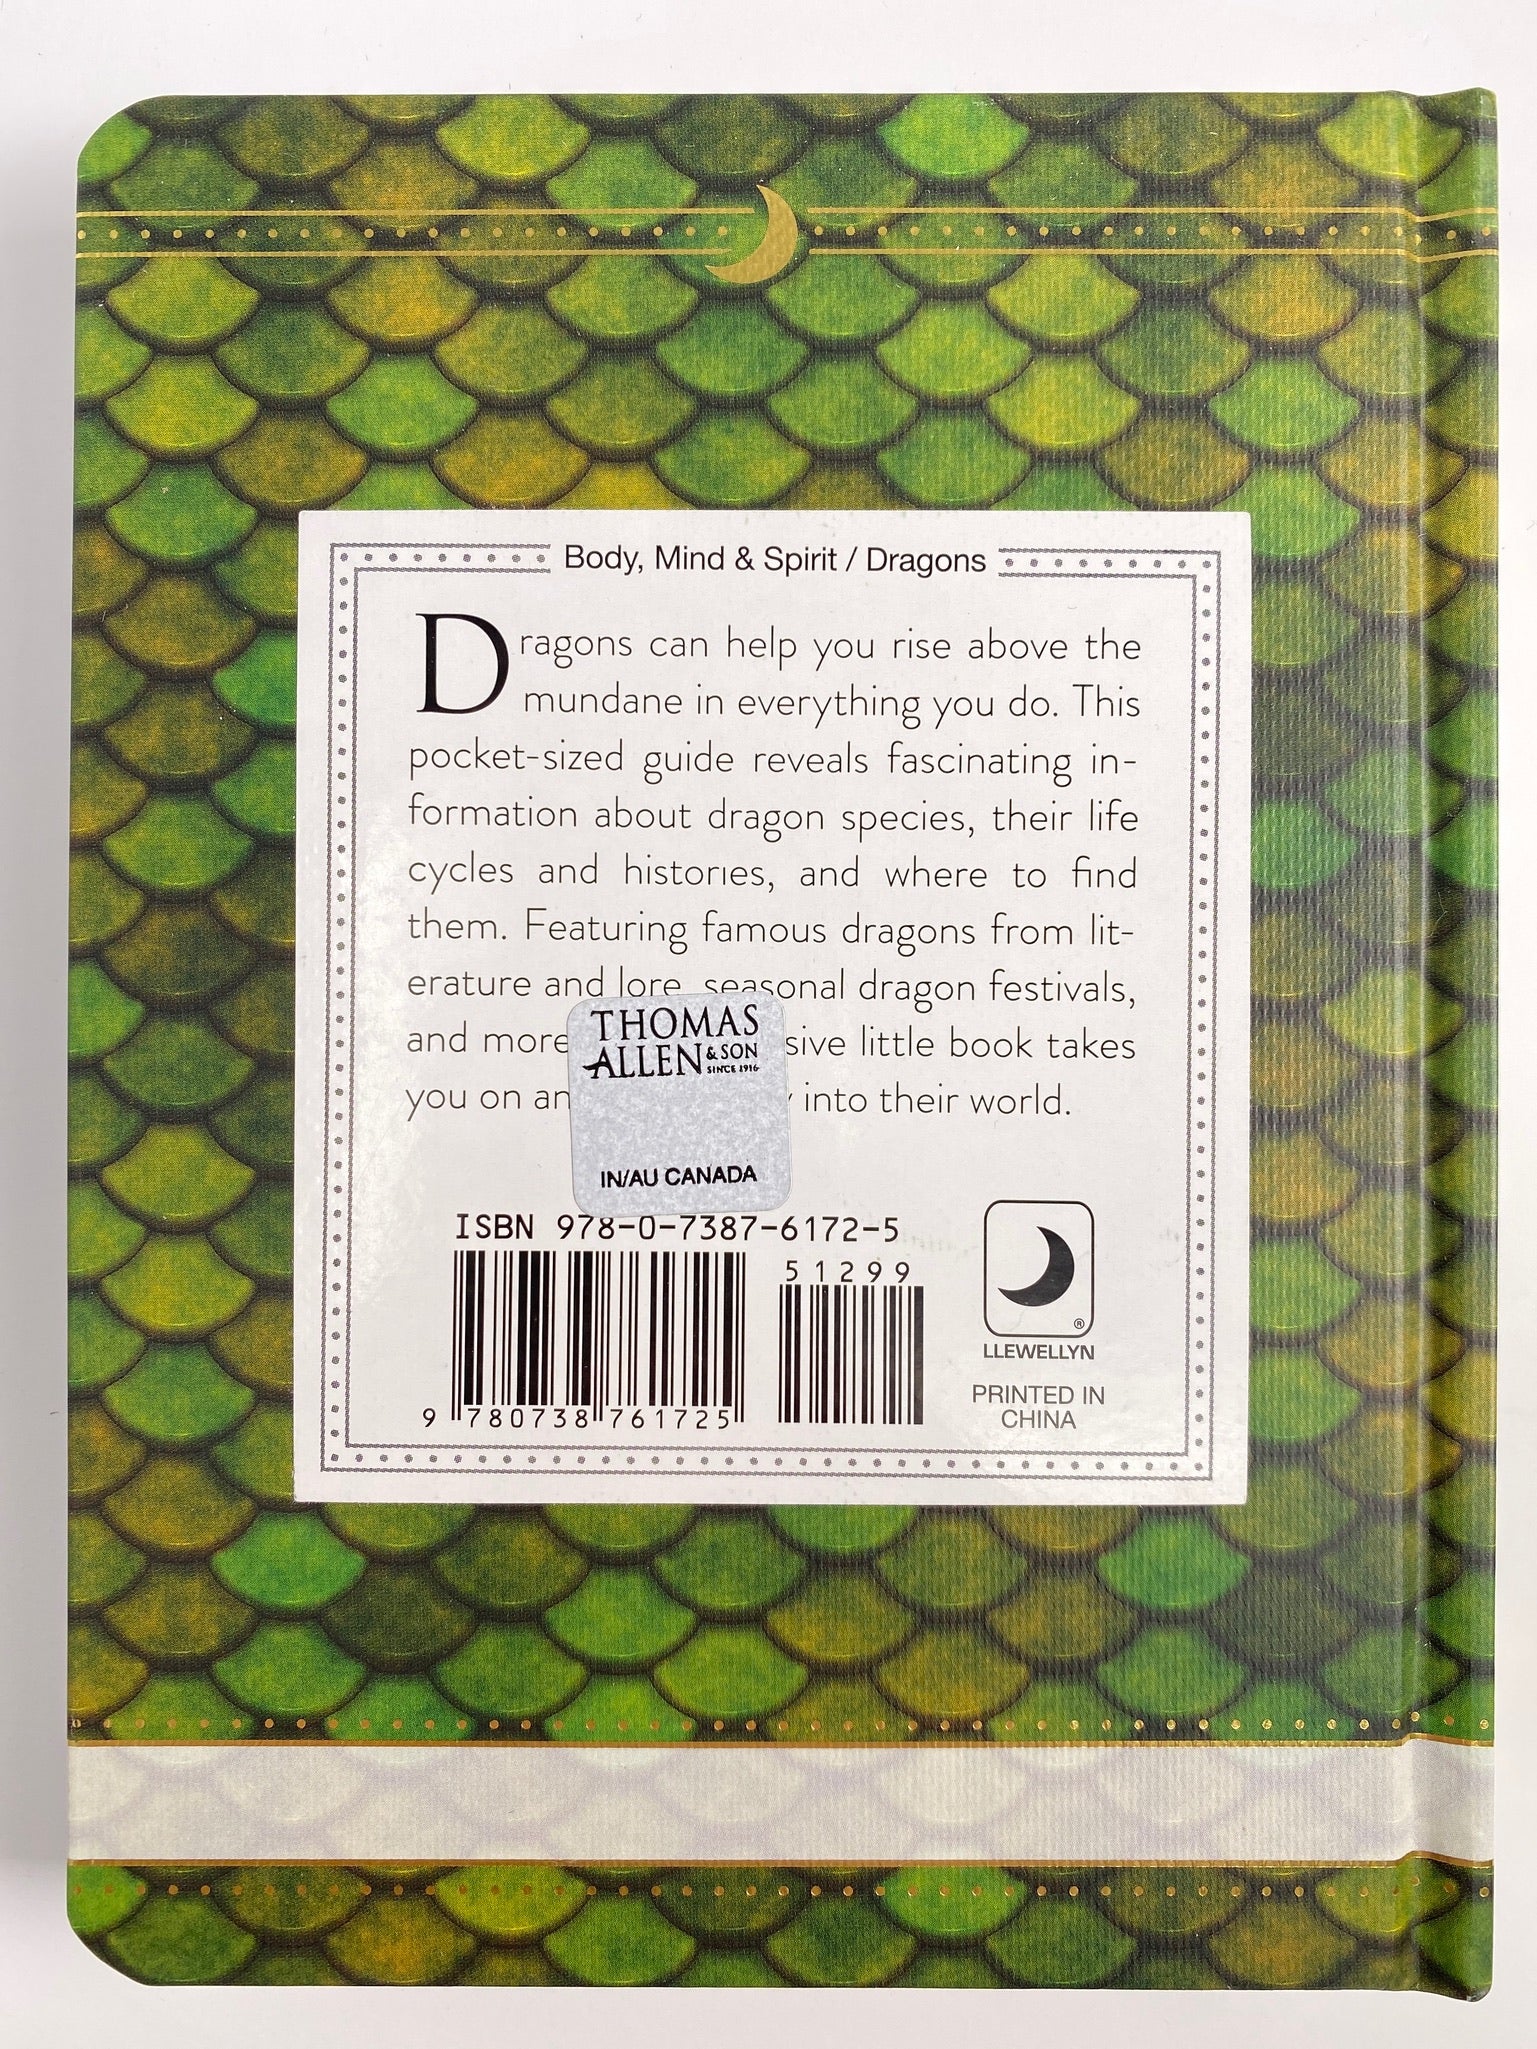 Body, Mind & Spirit / Dragons
Dragons can help you rise above the
mundane in everything you do. This
pocket-sized guide reveals fascinating in-
formation about dragon species, their life
cycles and histories, and where to find
them. Featuring famous dragons from lit-
erature and lore, seasonal dragon festivals,
and more sive little book takes
you on an into their world.
THOMAS
ALLEN & SON
SINCE 1916
IN/AU CANADA
ISBN 978-0-7387-6172-5
51299
9 780738 761725
®
LLEWELLYN
PRINTED IN
CHINA